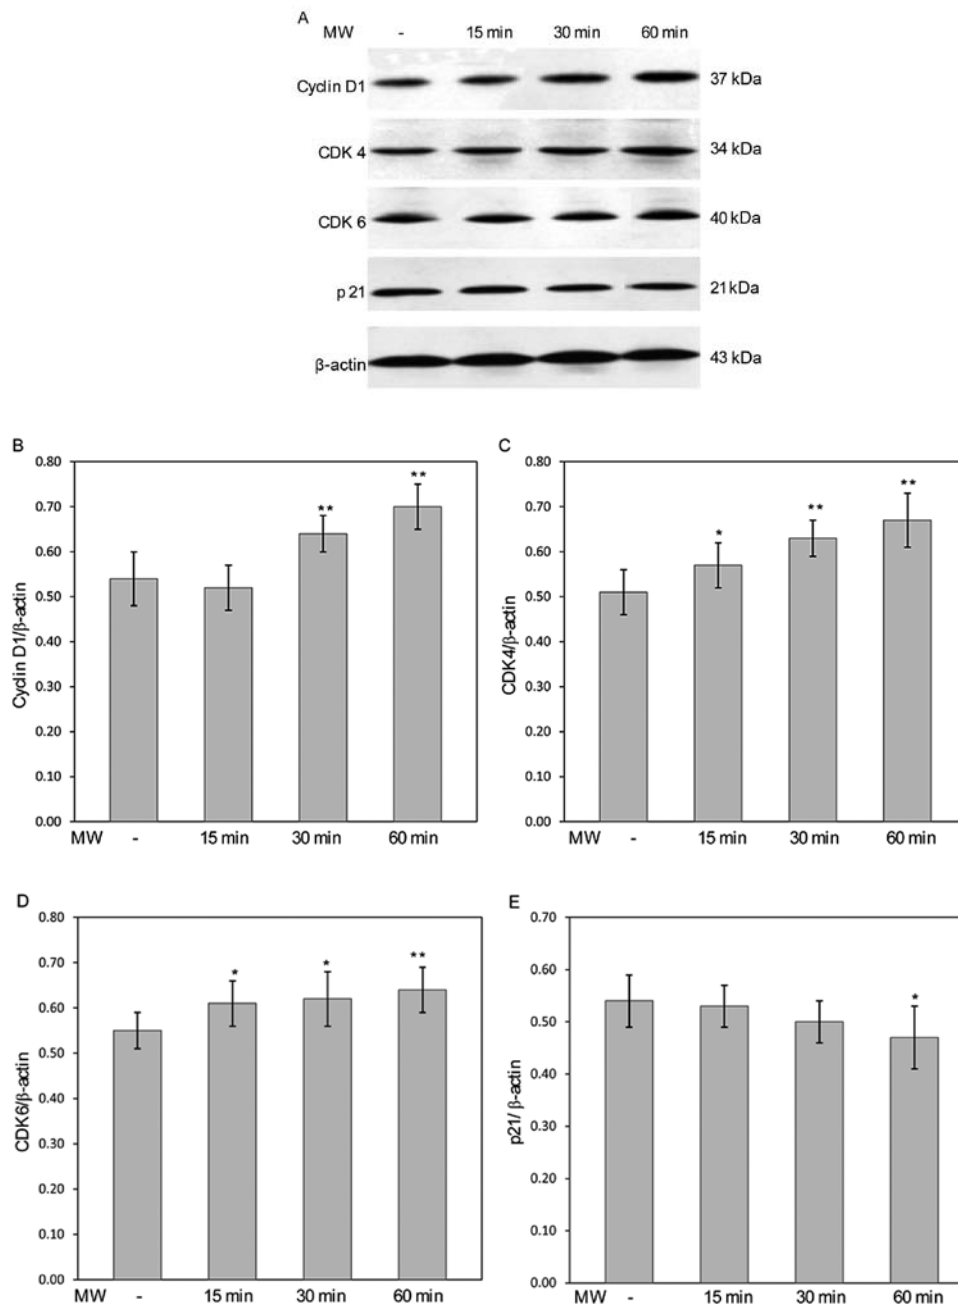 A
MW - 15 min 30 min 60 min
Cyclin D1 37 kDa
CDK 4 34 kDa
CDK 6 40 kDa
p 21 21 kDa
β-actin 43 kDa
B
0.80
0.70
0.60
0.50
0.40
0.30
0.20
0.10
0.00
Cyclin D1/β-actin
** **
MW - 15 min 30 min 60 min
C
0.80
0.70
0.60
0.50
0.40
0.30
0.20
0.10
0.00
CDK4/β-actin
* ** **
MW - 15 min 30 min 60 min
D
0.80
0.70
0.60
0.50
0.40
0.30
0.20
0.10
0.00
CDK6/β-actin
* * **
MW - 15 min 30 min 60 min
E
0.70
0.60
0.50
0.40
0.30
0.20
0.10
0.00
p21/ β-actin
*
MW - 15 min 30 min 60 min